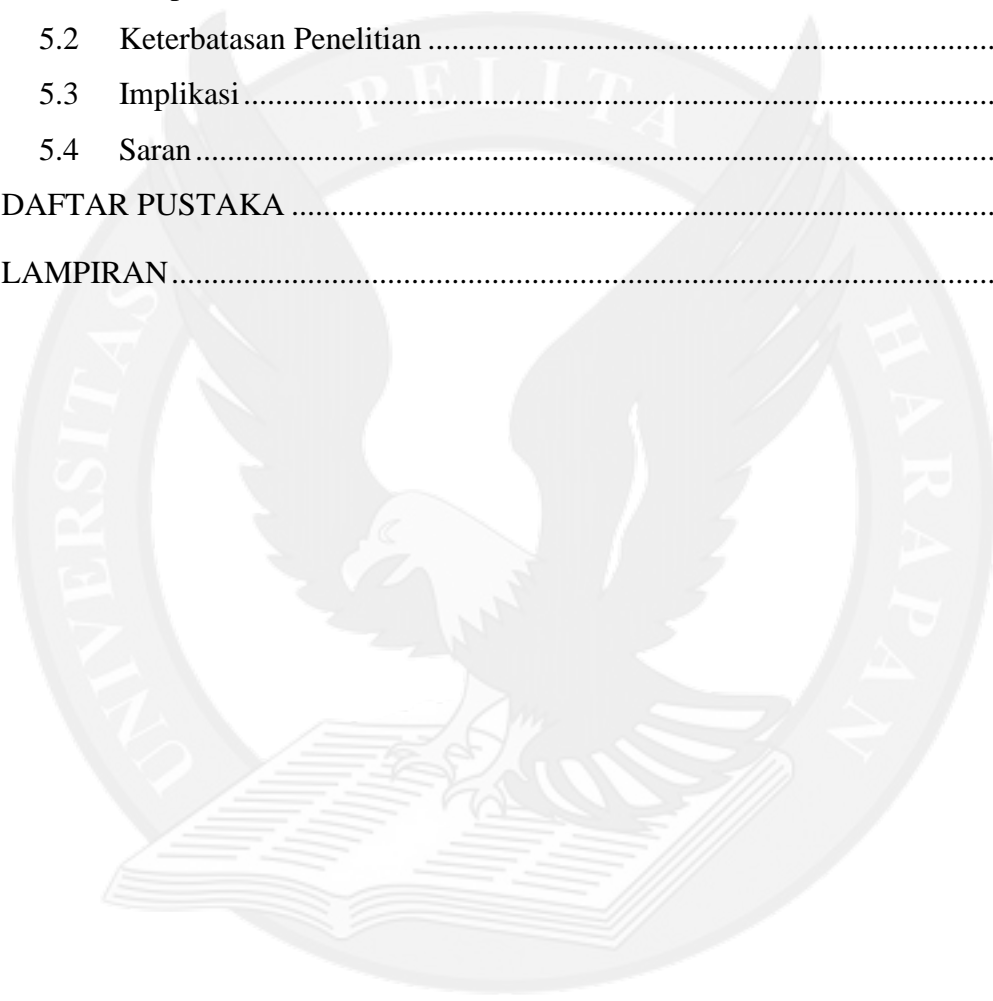 5.2 Keterbatasan Penelitian ........................................................................
5.3 Implikasi ...............................................................................................
5.4 Saran .....................................................................................................
DAFTAR PUSTAKA .........................................................................................
LAMPIRAN ........................................................................................................
UNIVERSITAS PELITA HARAPAN